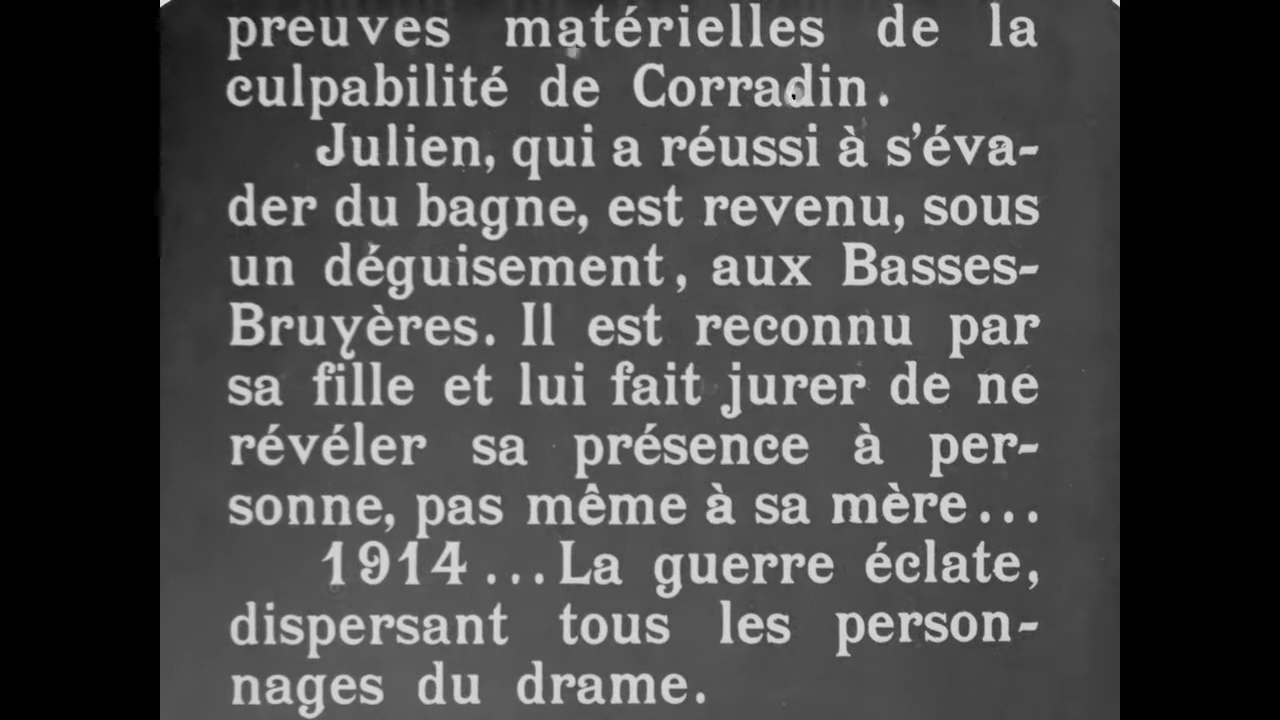 preuves matérielles de la
culpabilité de Corradin.
Julien, qui a réussi à s'éva-
der du bagne, est revenu, sous
un déguisement, aux Basses-
Bruyères. Il est reconnu par
sa fille et lui fait jurer de ne
révéler sa présence à per-
sonne, pas même à sa mère...
1914...La guerre éclate,
dispersant tous les person-
nages du drame.